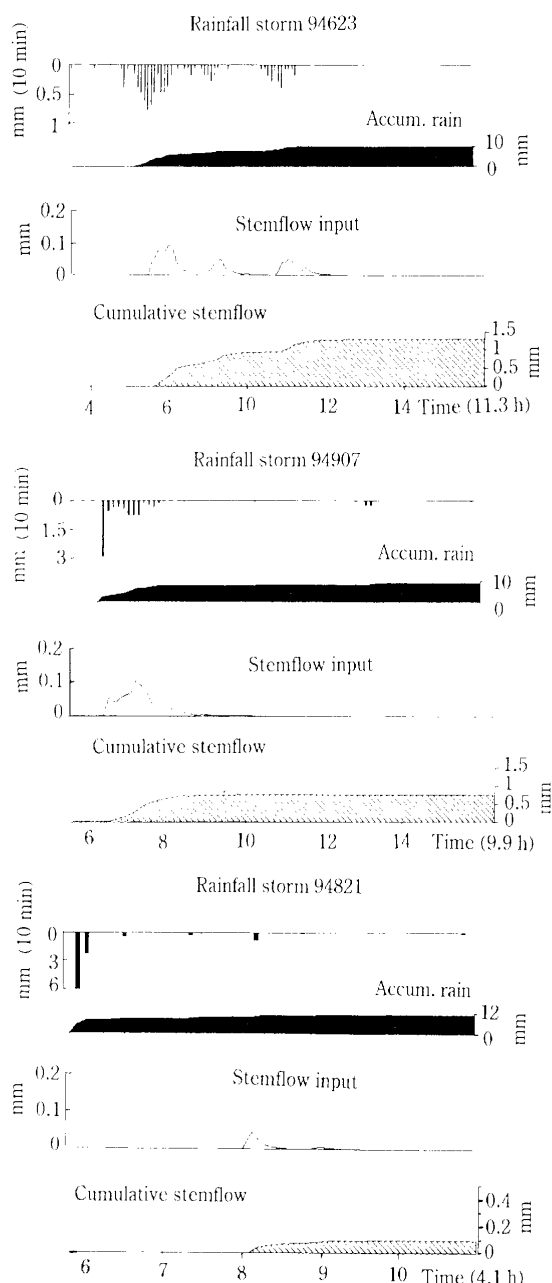 Rainfall storm 94623
mm (10 min)
0
0.5
1
Accum. rain
10
0
mm
Stemflow input
mm
0.2
0.1
0
Cumulative stemflow
1.5
1
0.5
0
mm
4 6 8 10 12 14 Time (11.3 h)
Rainfall storm 94907
mm (10 min)
0
1.5
3
Accum. rain
10
0
mm
Stemflow input
mm
0.2
0.1
0
Cumulative stemflow
1.5
1
0.5
0
mm
6 8 10 12 14 Time (9.9 h)
Rainfall storm 94821
mm (10 min)
0
3
6
Accum. rain
12
0
mm
Stemflow input
mm
0.2
0.1
0
Cumulative stemflow
0.4
0.2
0
mm
6 7 8 9 10 Time (4.1 h)